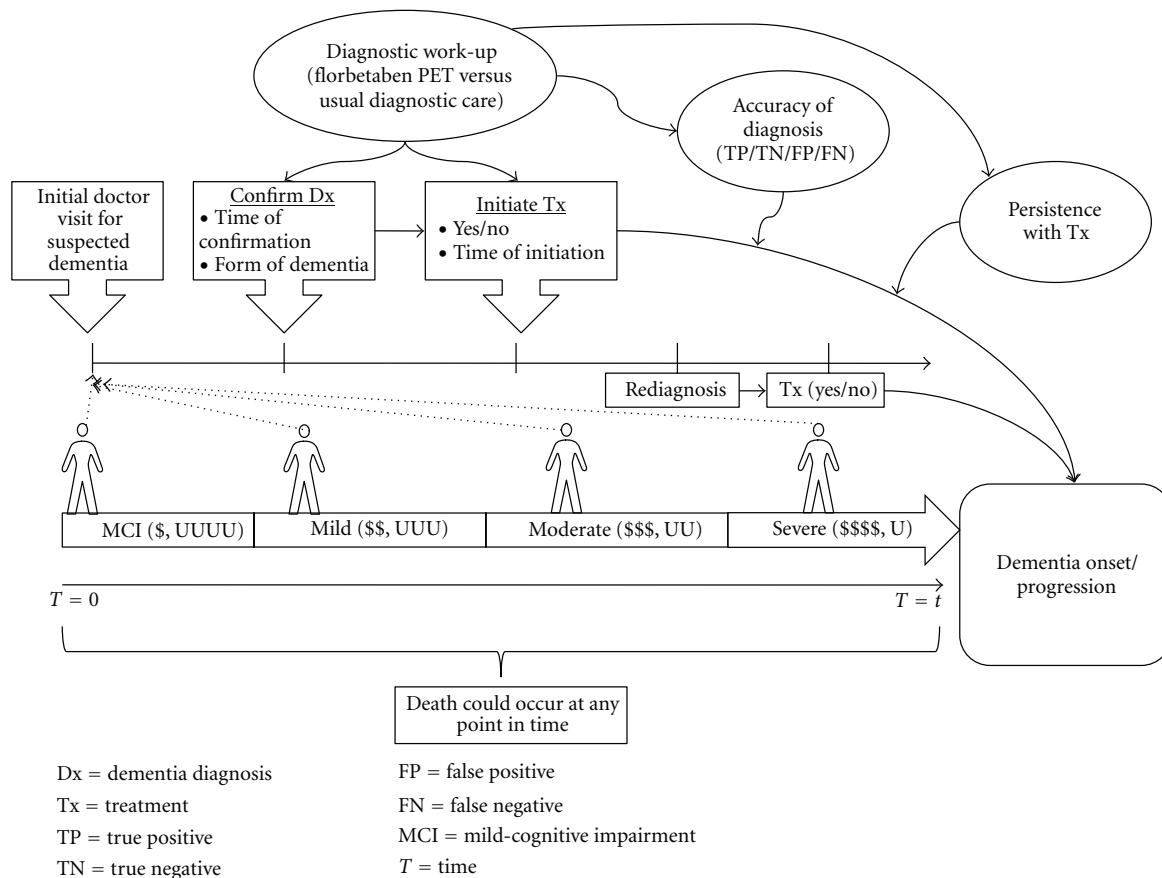 Diagnostic work-up
(florbetaben PET versus
usual diagnostic care)
Accuracy of
diagnosis
(TP/TN/FP/FN)
Persistence
with Tx
Initial doctor
visit for
suspected
dementia
Confirm Dx
• Time of
confirmation
• Form of dementia
Initiate Tx
• Yes/no
• Time of initiation
Rediagnosis
Tx (yes/no)
MCI ($, UUUU)
Mild ($$, UUU)
Moderate ($$$, UU)
Severe ($$$$, U)
Dementia onset/
progression
T = 0
T = t
Death could occur at any
point in time
Dx = dementia diagnosis
Tx = treatment
TP = true positive
TN = true negative
FP = false positive
FN = false negative
MCI = mild-cognitive impairment
T = time